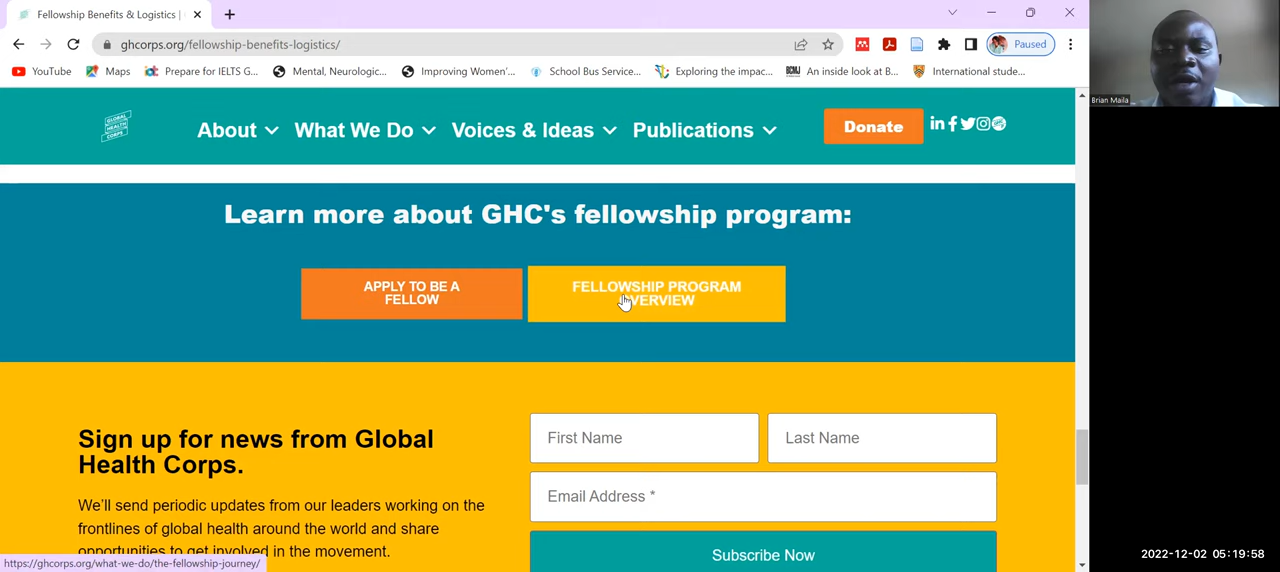 Fellowship Benefits & Logistics |
ghcorps.org/fellowship-benefits-logistics/
Paused
YouTube
Maps
Prepare for IELTS G...
Mental, Neurologic...
Improving Women'...
School Bus Service...
Exploring the impac...
BCMJ
An inside look at B...
International stude...
Brian Maila
GLOBAL
HEALTH
CORPS
About
What We Do
Voices & Ideas
Publications
Donate
Learn more about GHC's fellowship program:
APPLY TO BE A
FELLOW
FELLOWSHIP PROGRAM
OVERVIEW
Sign up for news from Global
Health Corps.
We'll send periodic updates from our leaders working on the
frontlines of global health around the world and share
opportunities to get involved in the movement.
First Name
Last Name
Email Address *
Subscribe Now
https://ghcorps.org/what-we-do/the-fellowship-journey/
2022-12-02 05:19:58